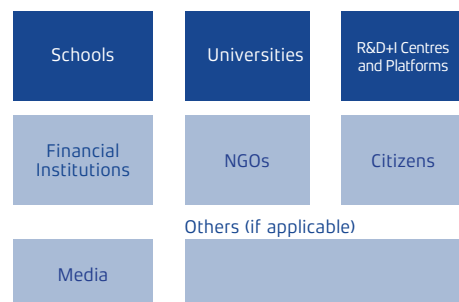 Schools
Universities
R&D+I Centres
and Platforms
Financial
Institutions
NGOs
Citizens
Others (if applicable)
Media